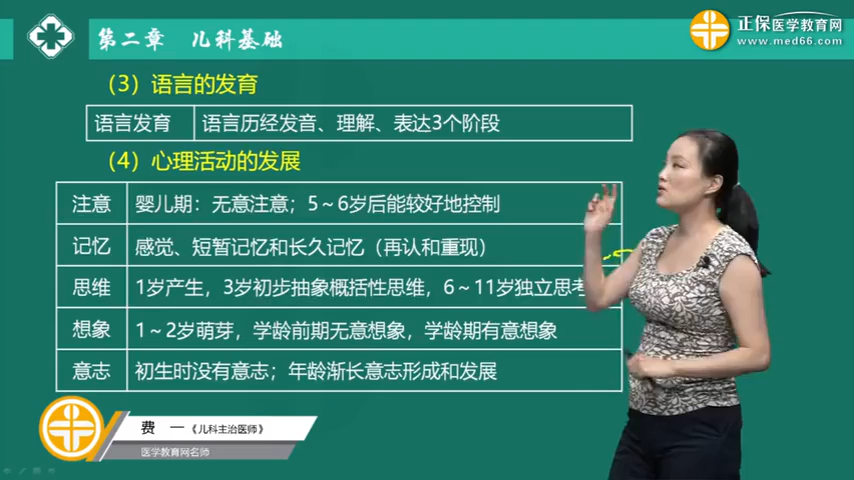 第二章 儿科基础
正保医学教育网
www.med66.com
（3）语言的发育
语言发育 语言历经发音、理解、表达3个阶段
（4）心理活动的发展
注意 婴儿期：无意注意；5～6岁后能较好地控制
记忆 感觉、短暂记忆和长久记忆（再认和重现）
思维 1岁产生，3岁初步抽象概括性思维，6～11岁独立思考
想象 1～2岁萌芽，学龄前期无意想象，学龄期有意想象
意志 初生时没有意志；年龄渐长意志形成和发展
费 一《儿科主治医师》
医学教育网名师